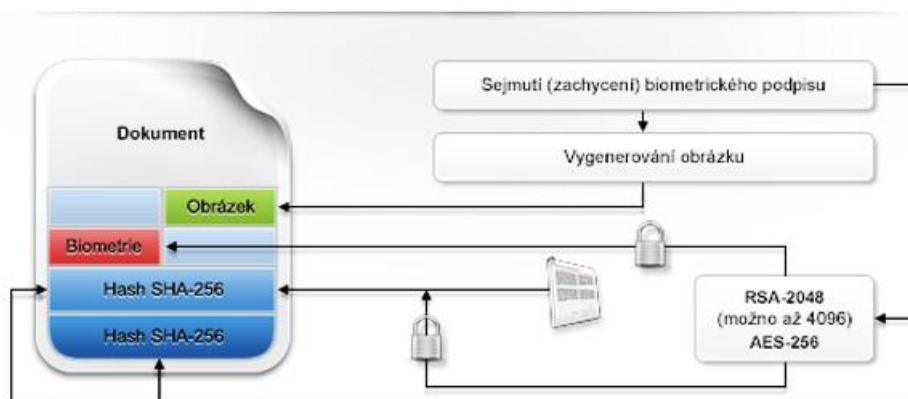 Sejmutí (zachycení) biometrického podpisu
Dokument
Vygenerování obrázku
Obrázek
Biometrie
Hash SHA-256
Hash SHA-256
RSA-2048
(možno až 4096)
AES-256